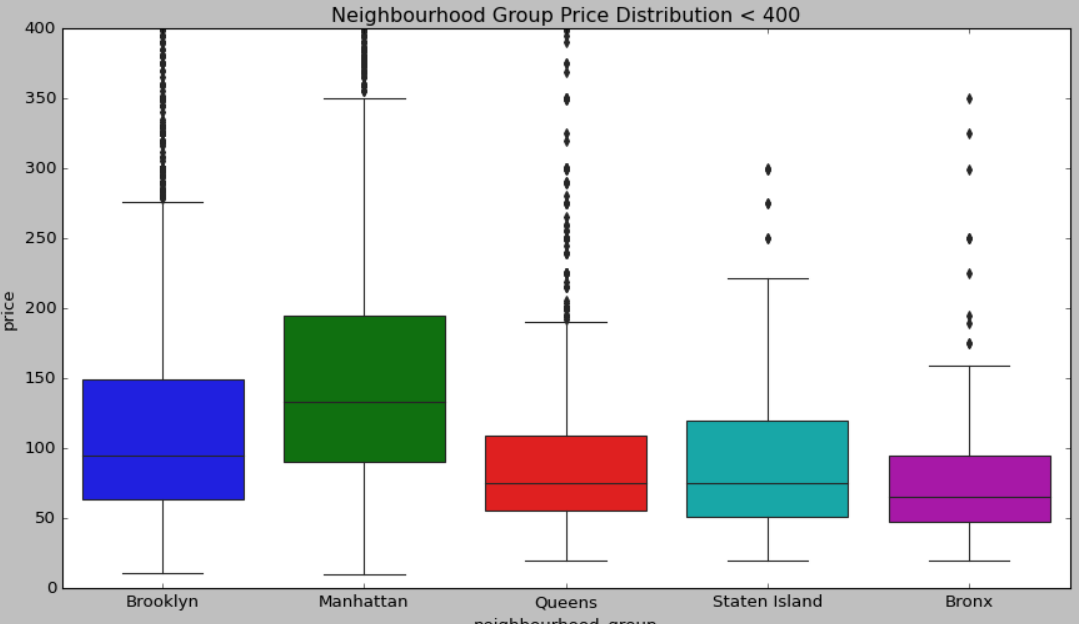 Neighbourhood Group Price Distribution < 400
400
350
300
250
200
150
100
50
0
price
Brooklyn Manhattan Queens Staten Island Bronx
neighbourhood_group